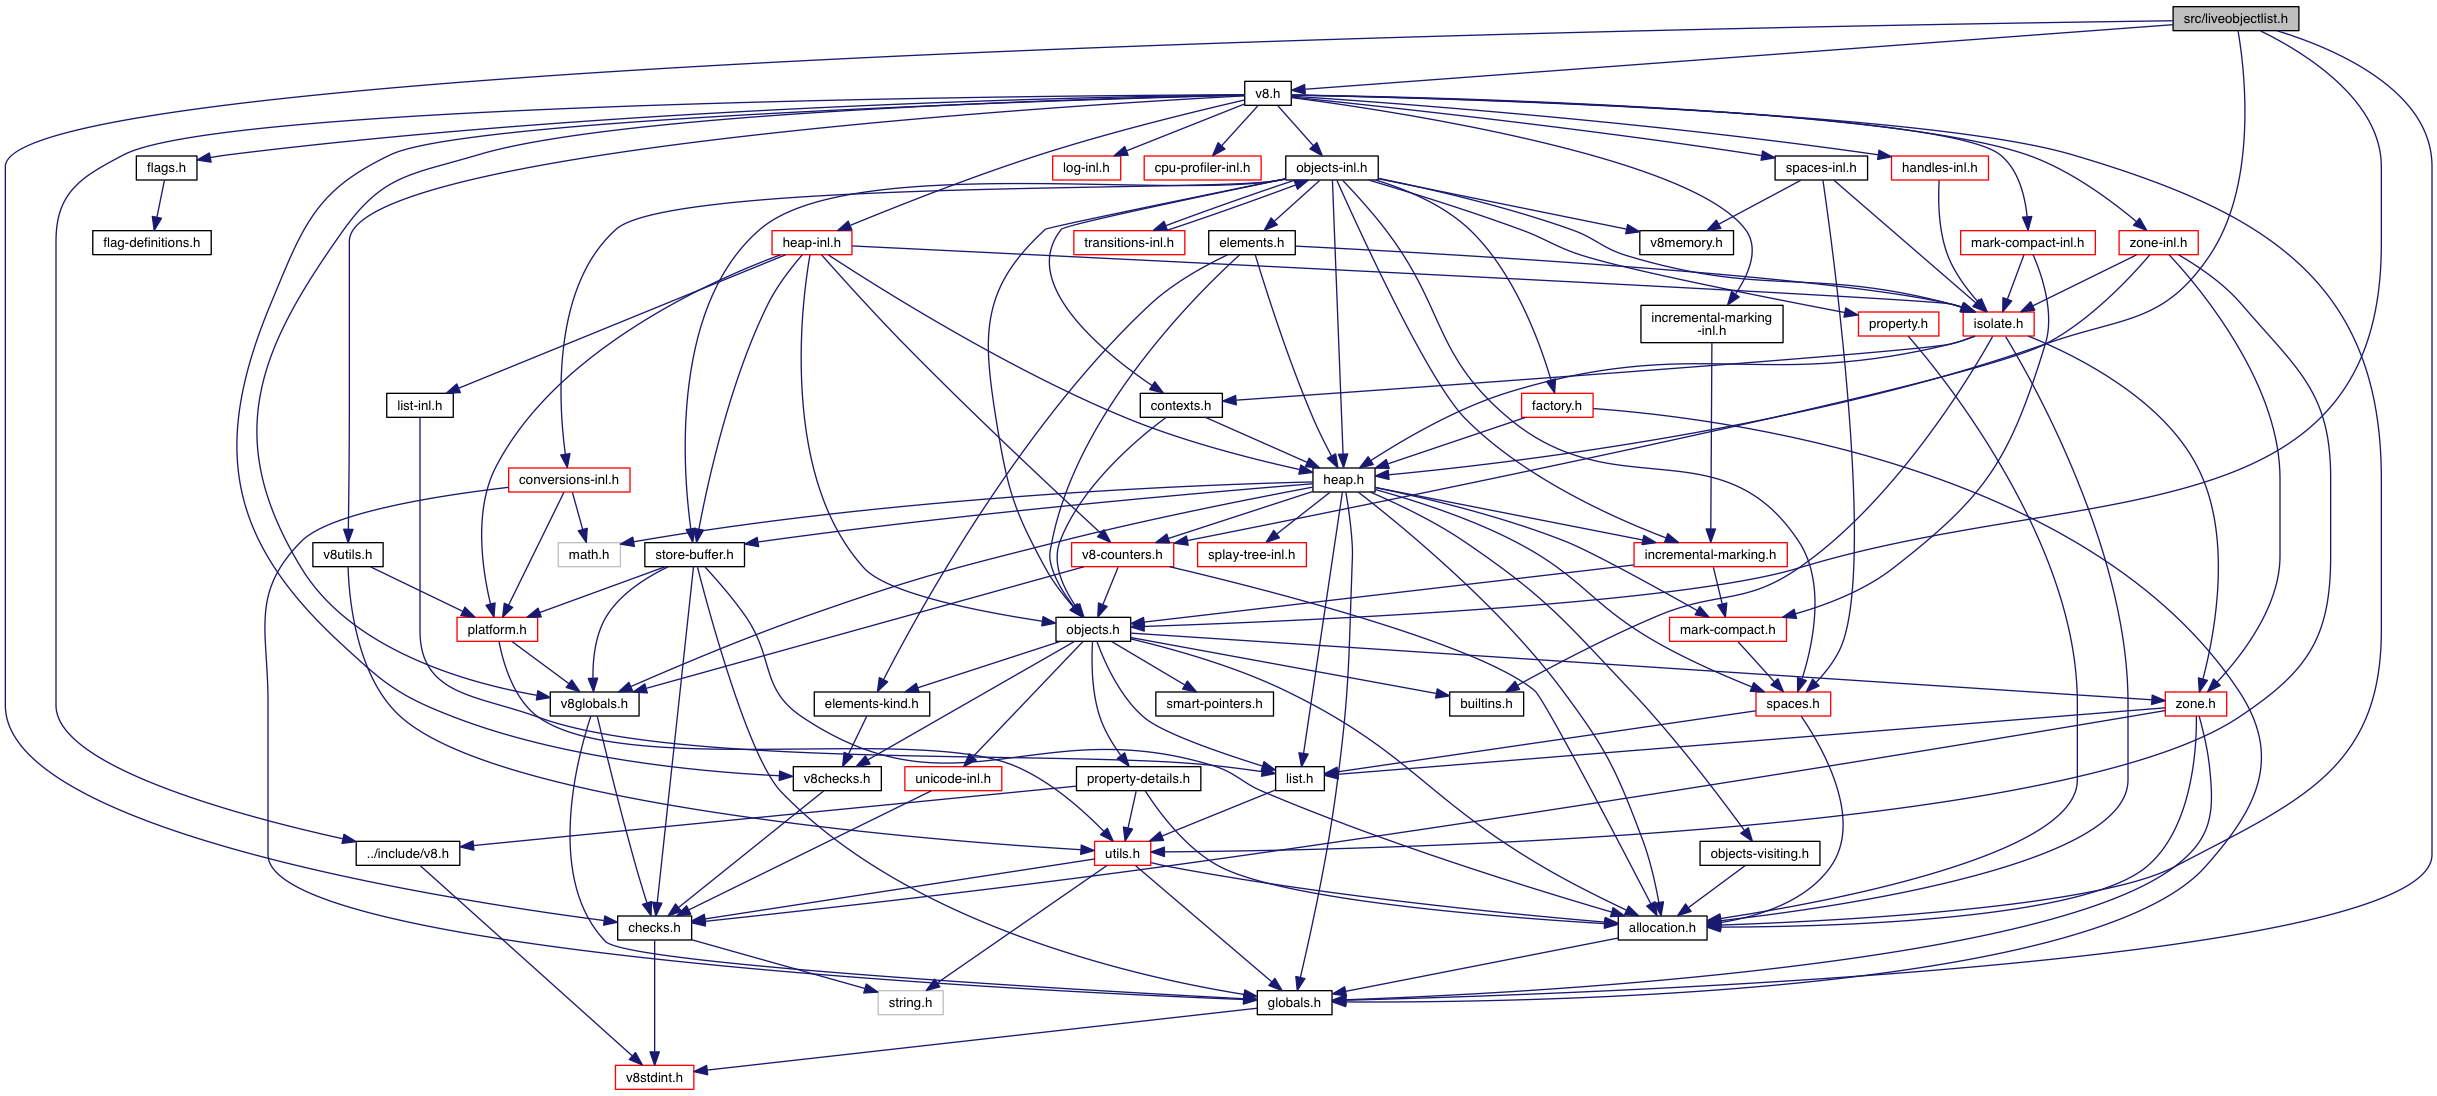 src/liveobjectlist.h
v8.h
flags.h
log-inl.h
cpu-profiler-inl.h
objects-inl.h
spaces-inl.h
handles-inl.h
flag-definitions.h
heap-inl.h
transitions-inl.h
elements.h
v8memory.h
mark-compact-inl.h
zone-inl.h
incremental-marking
-inl.h
property.h
isolate.h
list-inl.h
contexts.h
factory.h
conversions-inl.h
heap.h
v8utils.h
math.h
store-buffer.h
v8-counters.h
splay-tree-inl.h
incremental-marking.h
platform.h
objects.h
mark-compact.h
v8globals.h
elements-kind.h
smart-pointers.h
builtins.h
spaces.h
zone.h
v8checks.h
unicode-inl.h
property-details.h
list.h
../include/v8.h
utils.h
objects-visiting.h
checks.h
allocation.h
string.h
globals.h
v8stdint.h